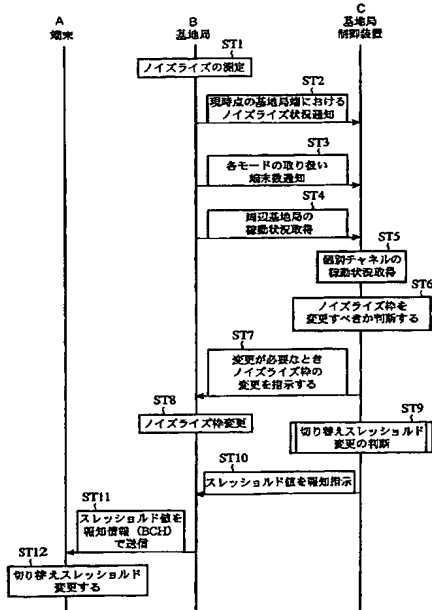 A
端末
B
基地局
C
基地局
制御装置
ST1
ノイズライズの測定
ST2
現時点の基地局端における
ノイズライズ状況通知
ST3
各モードの取り扱い
端末数通知
ST4
周辺基地局の
稼動状況取得
ST5
個別チャネルの
稼動状況取得
ST6
ノイズライズ枠を
変更すべきか判断する
ST7
変更が必要なとき
ノイズライズ枠の
変更を指示する
ST8
ノイズライズ枠変更
ST9
切り替えスレッショルド
変更の判断
ST10
スレッショルド値を報知指示
ST11
スレッショルド値を
報知情報(BCH)
で送信
ST12
切り替えスレッショルド
変更する